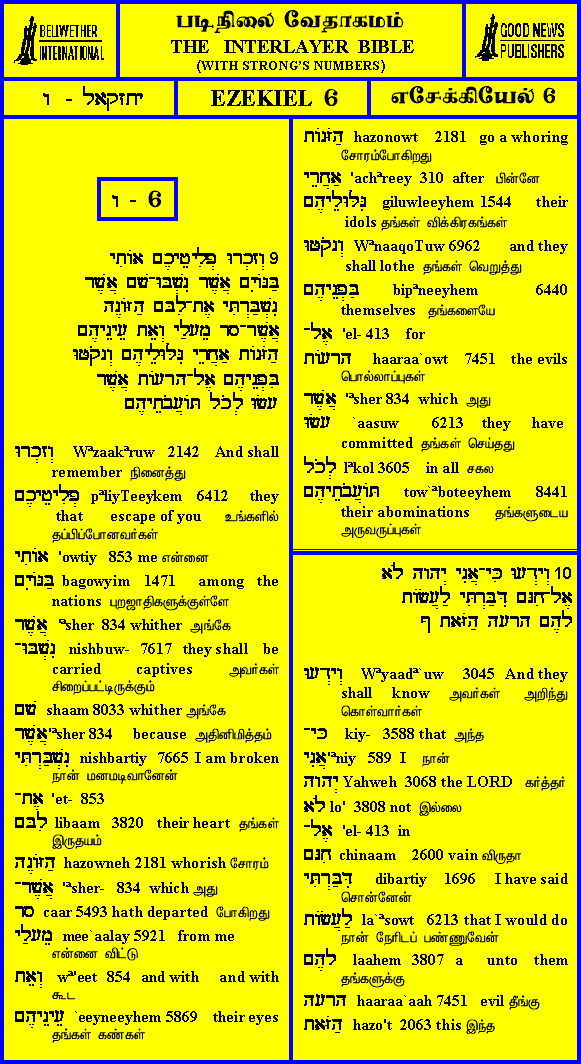 BELLWETHER
INTERNATIONAL
படிநிலை வேதாகமம்
THE INTERLAYER BIBLE
(WITH STRONG'S NUMBERS)
GOOD NEWS
PUBLISHERS
יחזקאל - ו
EZEKIEL 6
எசேக்கியேல் 6
ו - 6
9 וְזָכְרוּ פְלִיטֵיכֶם אוֹתִי
בַּגּוֹיִם אֲשֶׁר נִשְׁבּוּ־שָׁם אֲשֶׁר
נִשְׁבַּרְתִּי אֶת־לִבָּם הַזּוֹנֶה
אֲשֶׁר־סָר מֵעָלַי וְאֵת עֵינֵיהֶם
הַזֹּנוֹת אַחֲרֵי גִּלּוּלֵיהֶם וְנָקֹטּוּ
בִּפְנֵיהֶם אֶל־הָרָעוֹת אֲשֶׁר
עָשׂוּ לְכֹל תּוֹעֲבֹתֵיהֶם
וְזָכְרוּ Wªzaakªruw 2142 And shall
remember நினைத்து
פְלִיטֵיכֶם pªliyTeeykem 6412 they
that escape of you உங்களில்
தப்பிப்போனவர்கள்
אוֹתִי 'owtiy 853 me என்னை
בַּגּוֹיִם bagowyim 1471 among the
nations புறஜாதிகளுக்குள்ளே
אֲשֶׁר ªsher 834 whither அங்கே
נִשְׁבּוּ־ nishbuw- 7617 they shall be
carried captives அவர்கள்
சிறைப்பட்டிருக்கும்
שָׁם shaam 8033 whither அங்கே
אֲשֶׁר 'ªsher 834 because அதினிமித்தம்
נִשְׁבַּרְתִּי nishbartiy 7665 I am broken
நான் மனமடிவானேன்
אֶת־ 'et- 853
לִבָּם libaam 3820 their heart தங்கள்
இருதயம்
הַזּוֹנֶה hazowneh 2181 whorish சோரம்
אֲשֶׁר־ 'ªsher- 834 which அது
סָר caar 5493 hath departed போகிறது
מֵעָלַי mee`aalay 5921 from me
என்னை விட்டு
וְאֵת wª'eet 854 and with and with
கூட
עֵינֵיהֶם `eeyneeyhem 5869 their eyes
தங்கள் கண்கள்
הַזֹּנוֹת hazonowt 2181 go a whoring
சோரம்போகிறது
אַחֲרֵי 'achªreey 310 after பின்னே
גִּלּוּלֵיהֶם giluwleeyhem 1544 their
idols தங்கள் விக்கிரகங்கள்
וְנָקֹטּוּ WªnaaqoTuw 6962 and they
shall lothe தங்கள் வெறுத்து
בִּפְנֵיהֶם bipªneeyhem 6440
themselves தங்களையே
אֶל־ 'el- 413 for
הָרָעוֹת haaraa`owt 7451 the evils
பொல்லாப்புகள்
אֲשֶׁר 'ªsher 834 which அது
עָשׂוּ `aasuw 6213 they have
committed தங்கள் செய்தது
לְכֹל lªkol 3605 in all சகல
תּוֹעֲבֹתֵיהֶם tow`ªboteeyhem 8441
their abominations தங்களுடைய
அருவருப்புகள்
10 וְיָדְעוּ כִּי־אֲנִי יְהוָה לֹא
אֶל־חִנָּם דִּבַּרְתִּי לַעֲשׂוֹת
לָהֶם הָרָעָה הַזֹּאת פ
וְיָדְעוּ Wªyaadª`uw 3045 And they
shall know அவர்கள் அறிந்து
கொள்வார்கள்
כִּי־ kiy- 3588 that அந்த
אֲנִי 'ªniy 589 I நான்
יְהוָה Yahweh 3068 the LORD கர்த்தர்
לֹא lo' 3808 not இல்லை
אֶל־ 'el- 413 in
חִנָּם chinaam 2600 vain விருதா
דִּבַּרְתִּי dibartiy 1696 I have said
சொன்னேன்
לַעֲשׂוֹת la`ªsowt 6213 that I would do
நான் நேரிடப் பண்ணுவேன்
לָהֶם laahem 3807 a unto them
தங்களுக்கு
הָרָעָה haaraa`aah 7451 evil தீங்கு
הַזֹּאת hazo't 2063 this இந்த